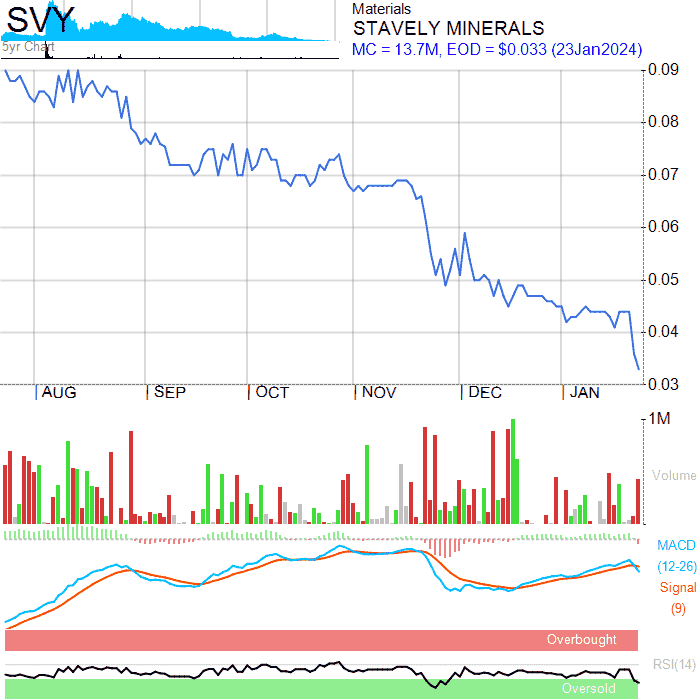 SVY
5yr Chart
Materials
STAVELY MINERALS
MC = 13.7M, EOD = $0.033 (23Jan2024)
0.09
0.08
0.07
0.06
0.05
0.04
0.03
AUG SEP OCT NOV DEC JAN
1M
Volume
MACD
(12-26)
Signal
(9)
Overbought
RSI(14)
Oversold